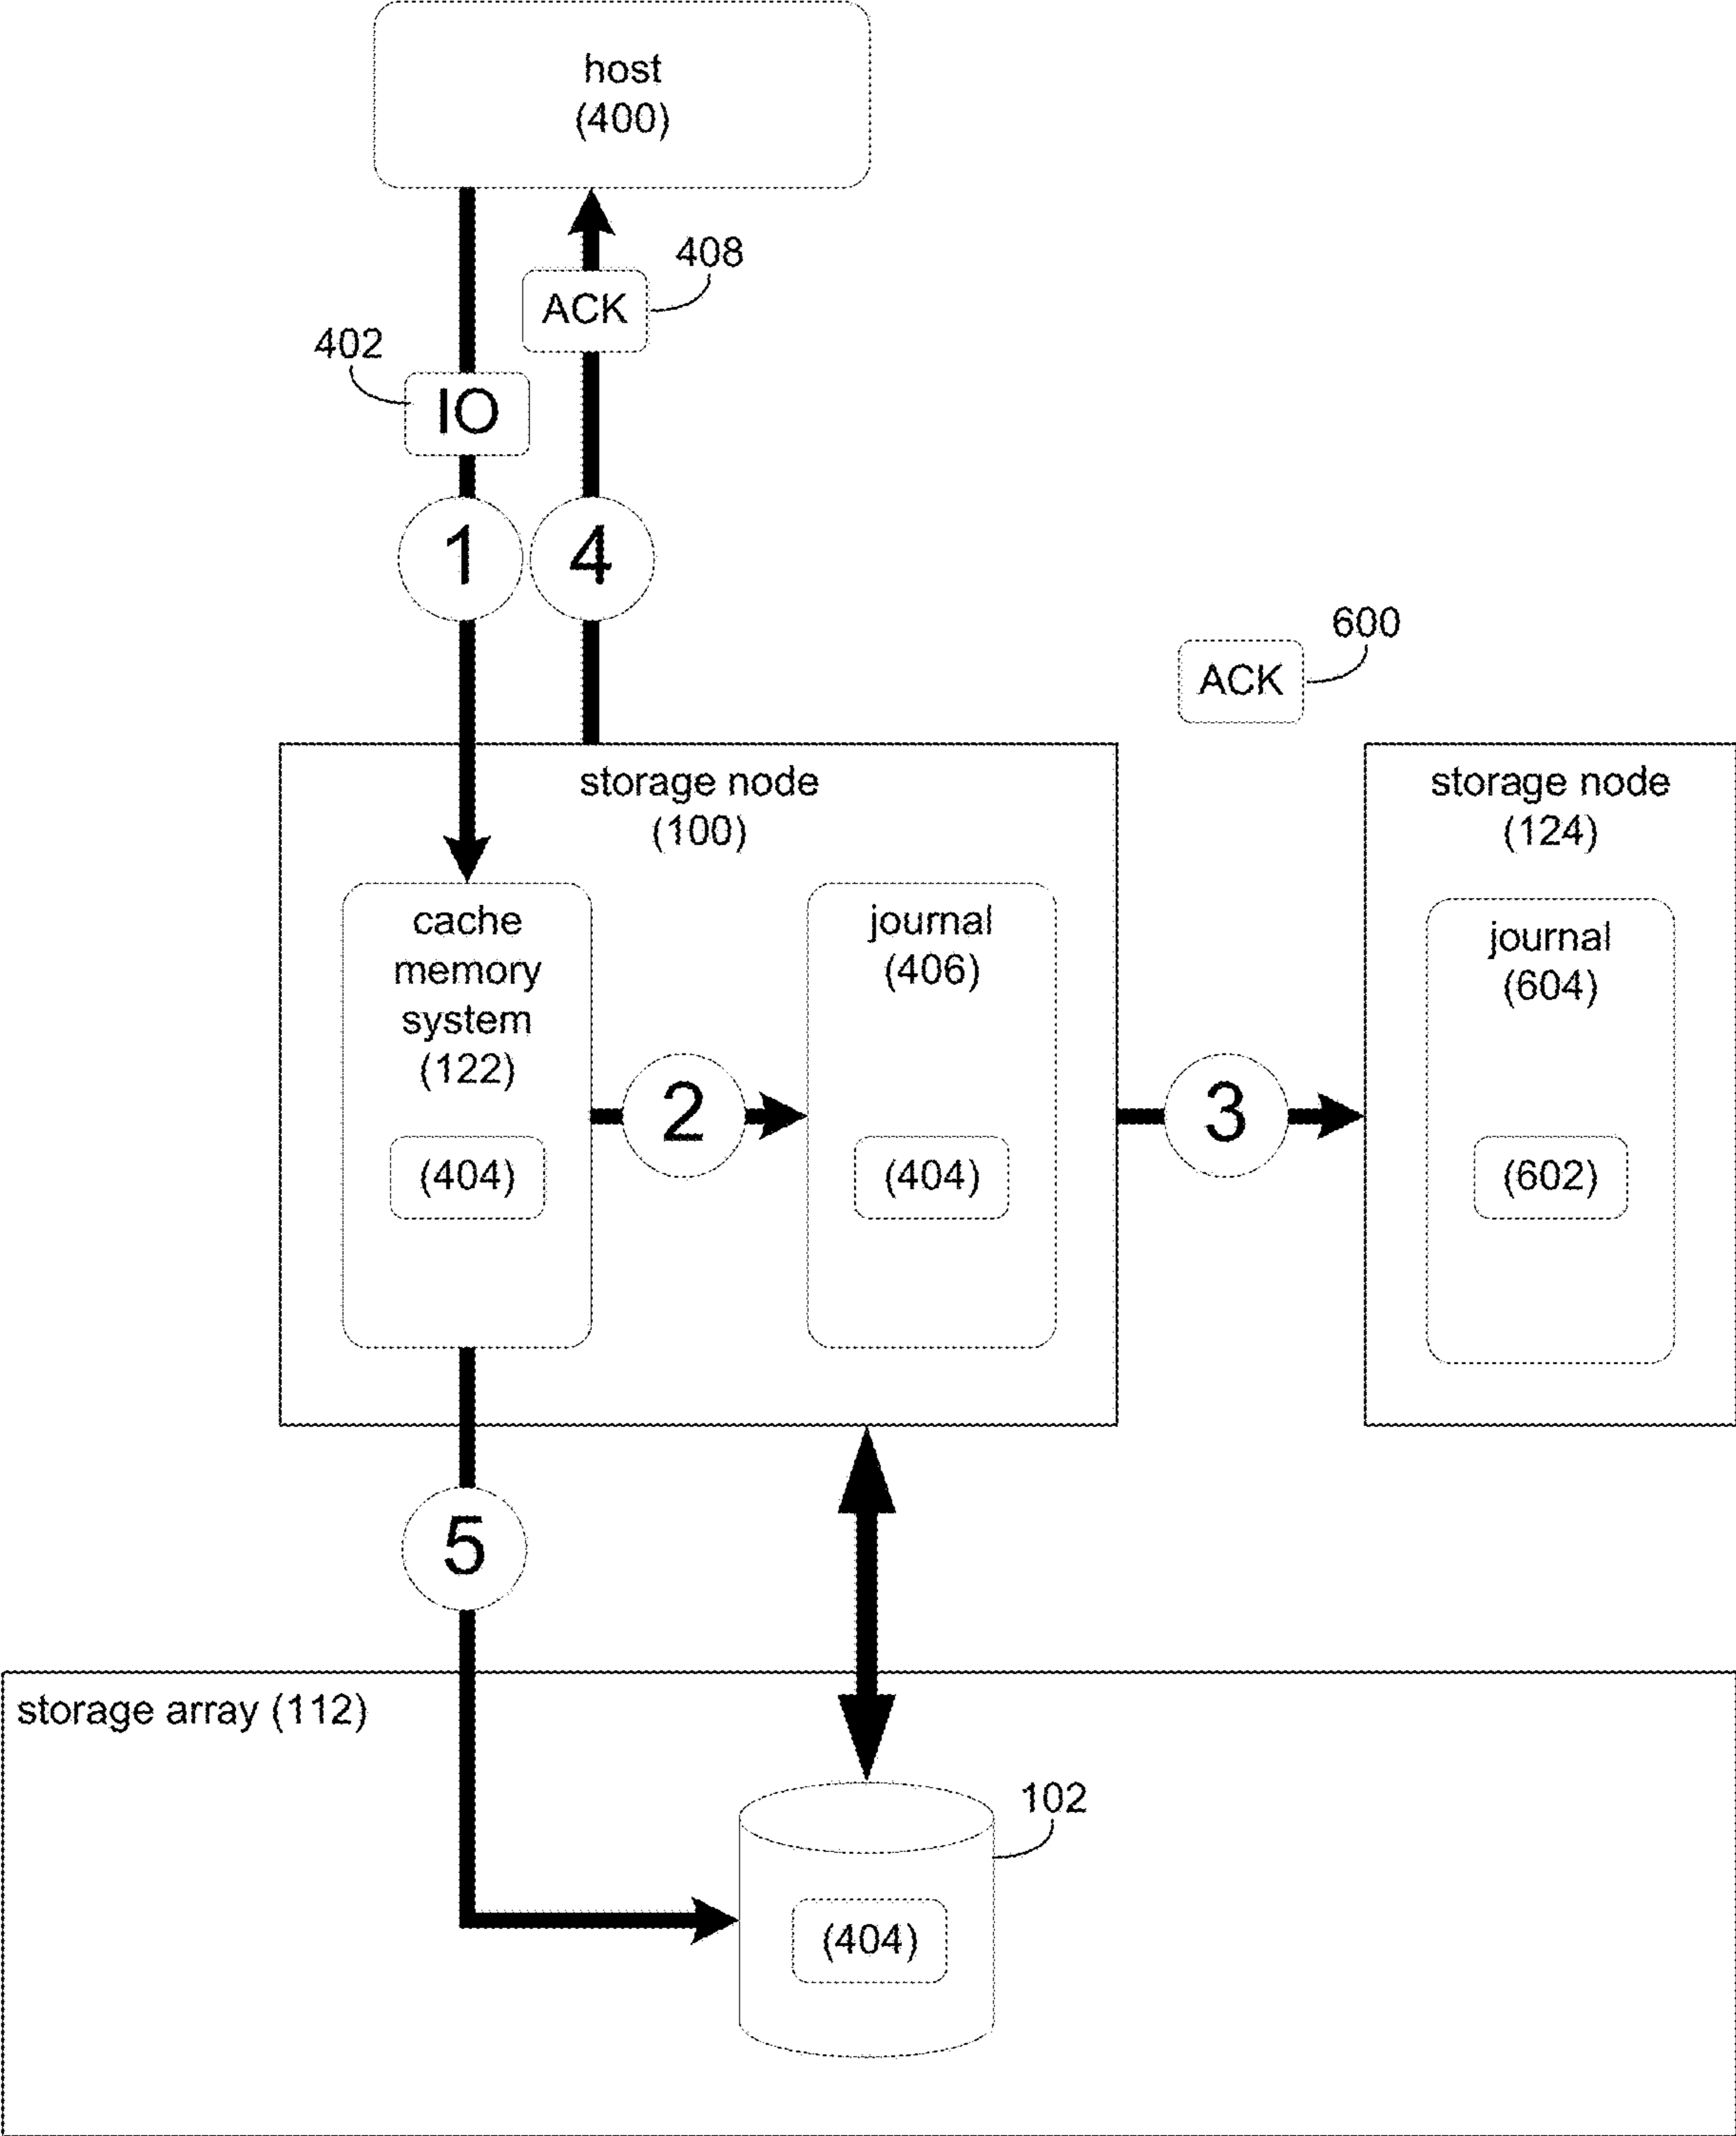 host
(400)
408
ACK
402
IO
1
4
600
ACK
storage node
(100)
storage node
(124)
cache
memory
system
(122)
journal
(406)
journal
(604)
2
3
(404)
(404)
(602)
5
storage array (112)
102
(404)